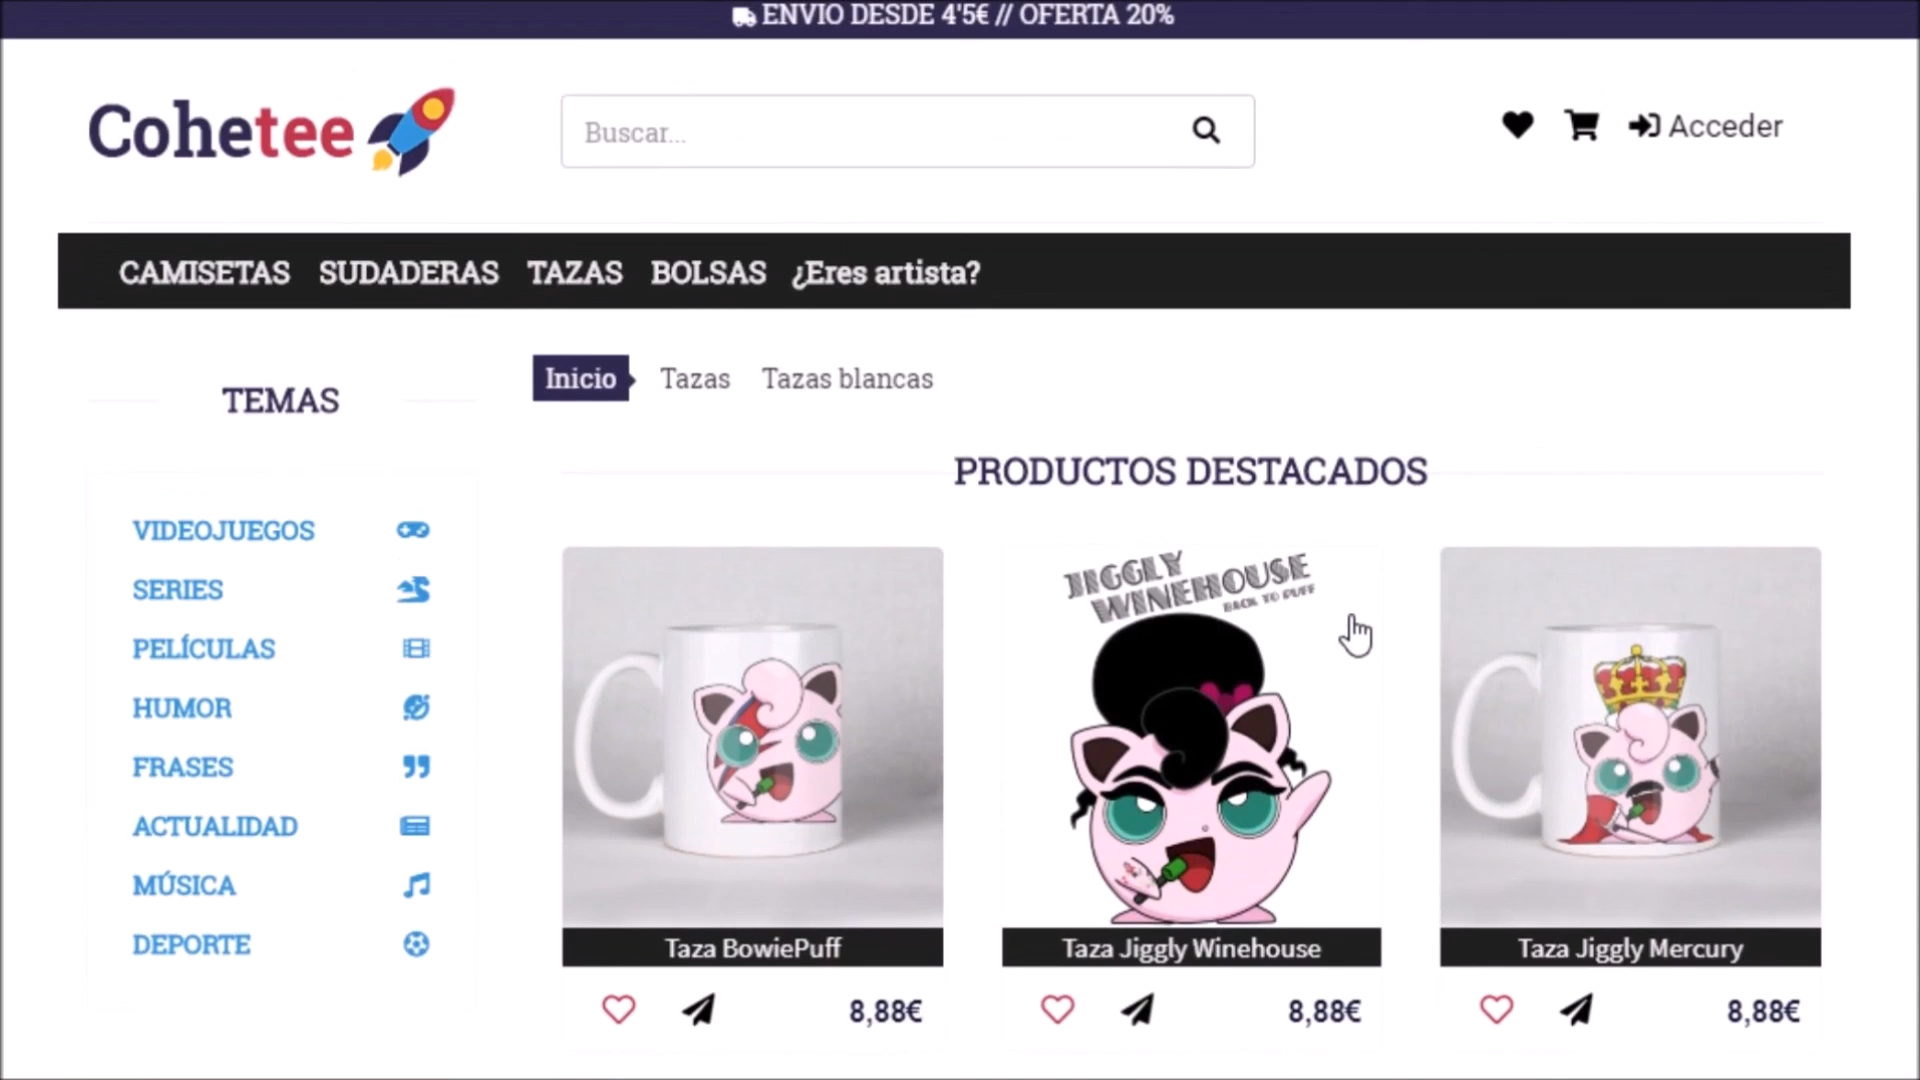 ENVIO DESDE 4'5€ // OFERTA 20%
Cohetee
Buscar...
Acceder
CAMISETAS SUDADERAS TAZAS BOLSAS ¿Eres artista?
Inicio Tazas Tazas blancas
TEMAS
VIDEOJUEGOS
SERIES
PELÍCULAS
HUMOR
FRASES
ACTUALIDAD
MÚSICA
DEPORTE
PRODUCTOS DESTACADOS
JIGGLY
WINEHOUSE
BACK TO PUFF
Taza BowiePuff
Taza Jiggly Winehouse
Taza Jiggly Mercury
8,88€
8,88€
8,88€